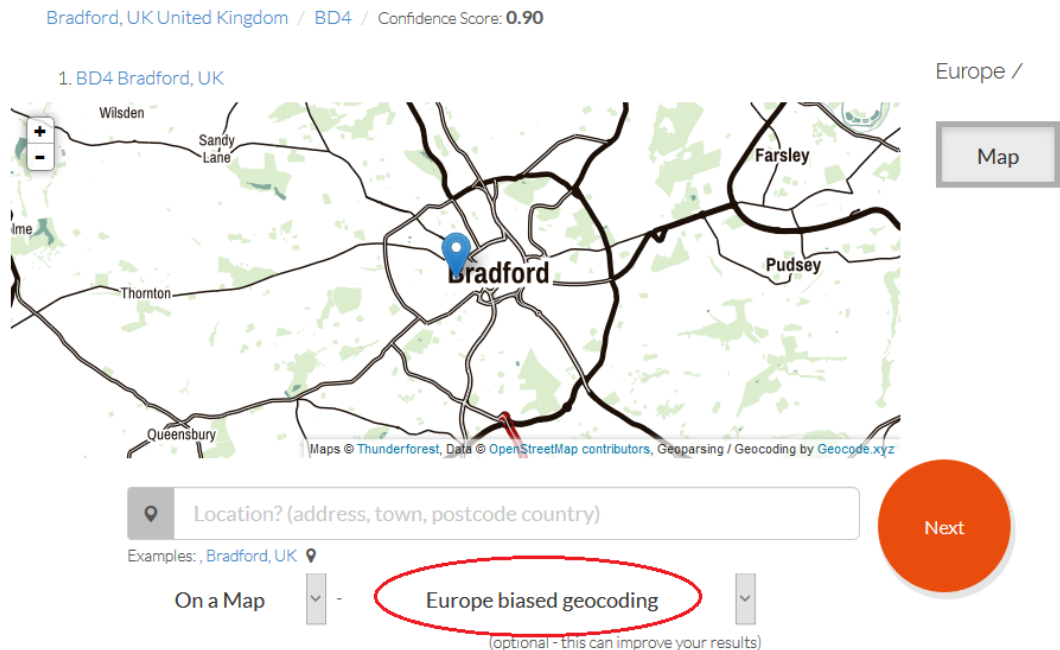 Bradford, UK United Kingdom / BD4 / Confidence Score: 0.90
1. BD4 Bradford, UK
Europe /
+
-
Wilsden
Sandy
Lane
Farsley
Map
lme
Bradford
Pudsey
Thornton
Queensbury
Maps © Thunderforest, Data © OpenStreetMap contributors, Geoparsing / Geocoding by Geocode.xyz
Location? (address, town, postcode country)
Next
Examples: , Bradford, UK
On a Map - Europe biased geocoding
(optional - this can improve your results)